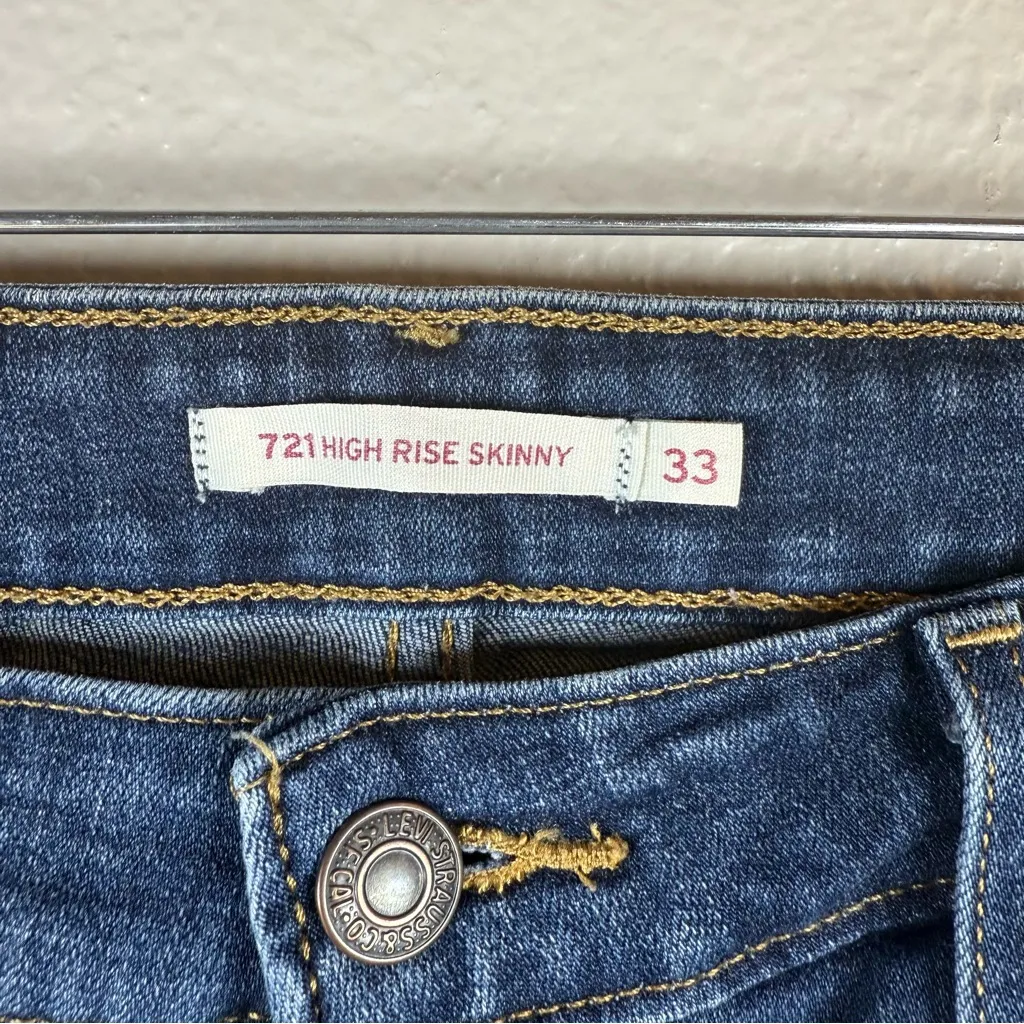 721 HIGH RISE SKINNY 33
LEVI STRAUSS & CO. S.F. CAL.